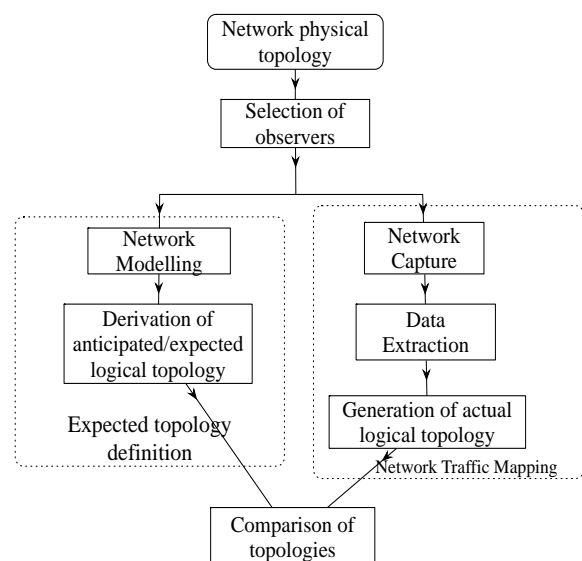 Network physical
topology
Selection of
observers
Network
Modelling
Derivation of
anticipated/expected
logical topology
Expected topology
definition
Network
Capture
Data
Extraction
Generation of actual
logical topology
Network Traffic Mapping
Comparison of
topologies